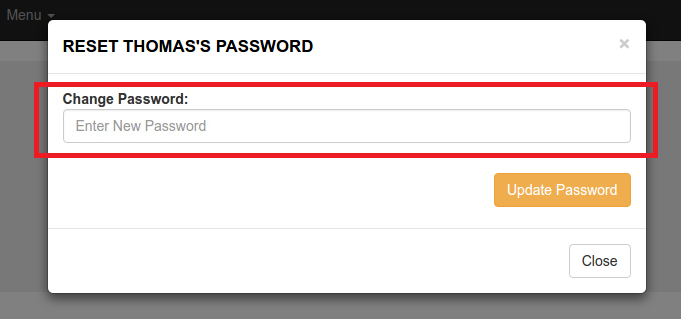 Menu
RESET THOMAS'S PASSWORD
×
Change Password:
Enter New Password
Update Password
Close